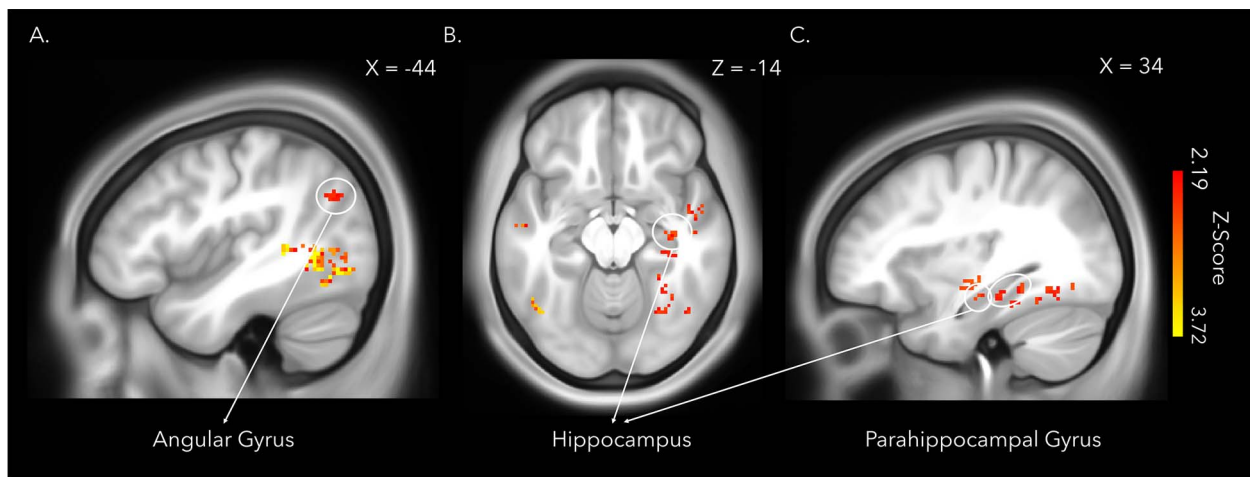 A.
X = -44
B.
Z = -14
C.
X = 34
2.19
Z-Score
3.72
Angular Gyrus
Hippocampus
Parahippocampal Gyrus